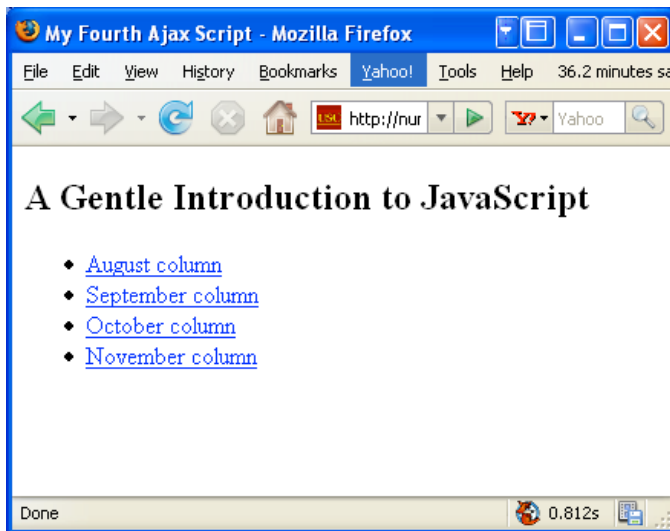 My Fourth Ajax Script - Mozilla Firefox
File Edit View History Bookmarks Yahoo! Tools Help 36.2 minutes sa
USC http://nur Yahoo
A Gentle Introduction to JavaScript
August column
September column
October column
November column
Done 0.812s